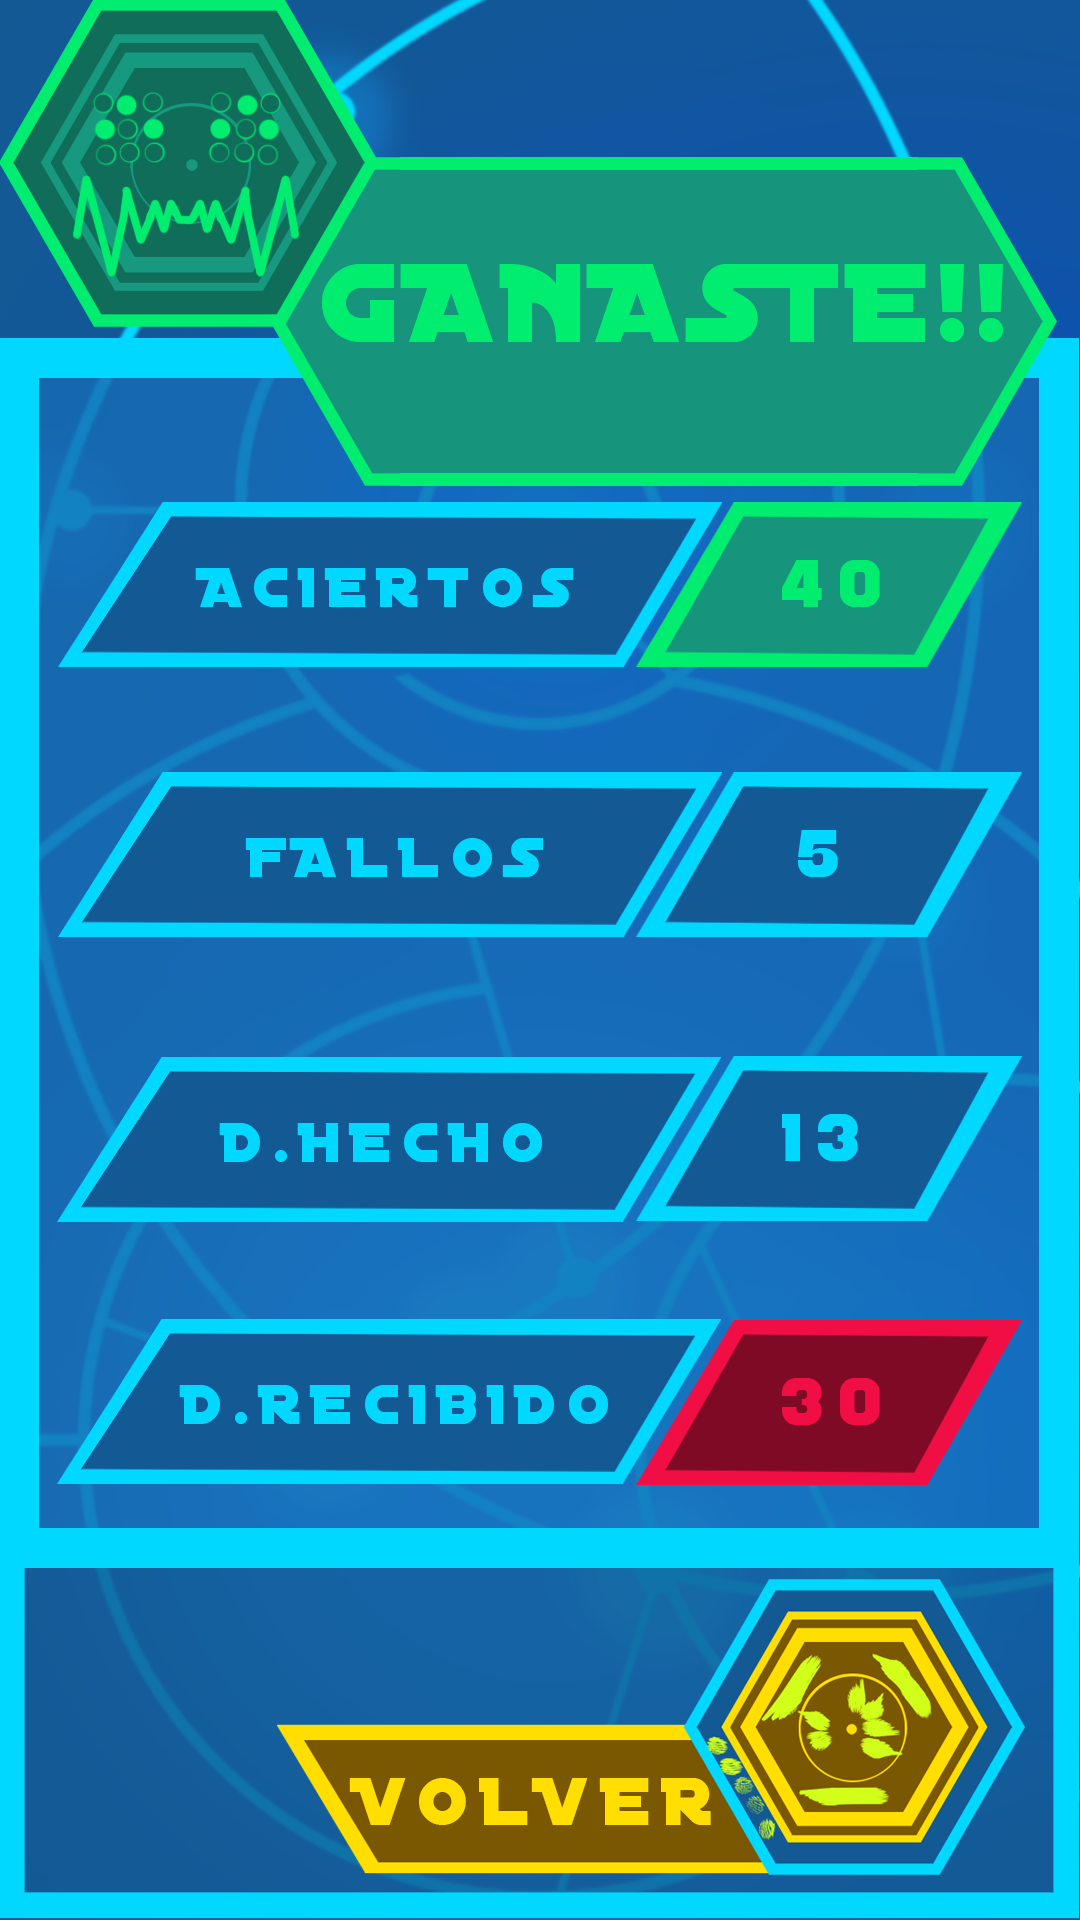 GANASTE!!
ACIERTOS 40
FALLOS 5
D.HECHO 13
D.RECIBIDO 30
VOLVER